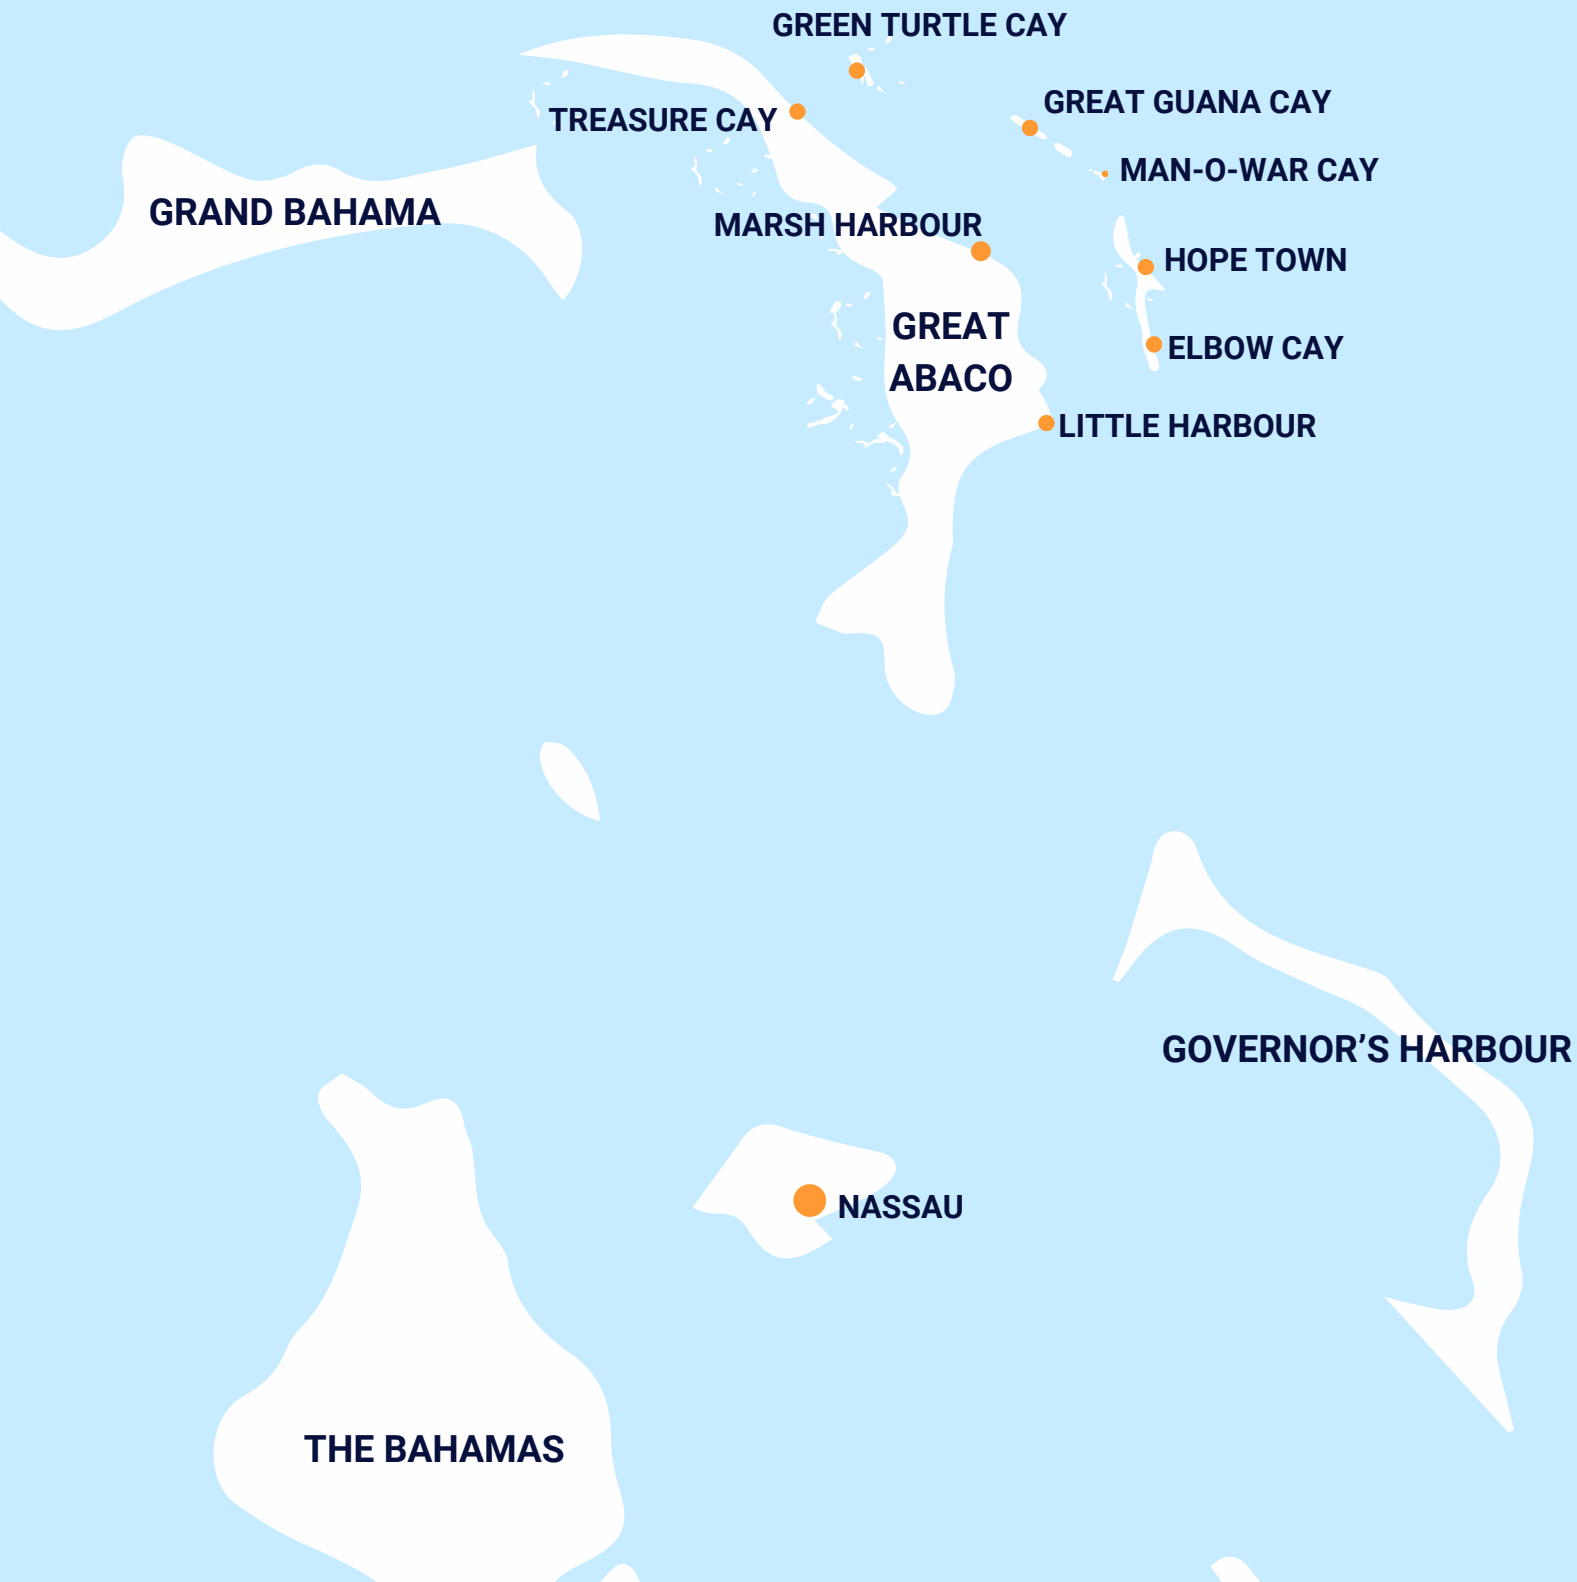 GREEN TURTLE CAY
GREAT GUANA CAY
TREASURE CAY
MAN-O-WAR CAY
GRAND BAHAMA
MARSH HARBOUR
HOPE TOWN
GREAT
ABACO
ELBOW CAY
LITTLE HARBOUR
GOVERNOR’S HARBOUR
NASSAU
THE BAHAMAS